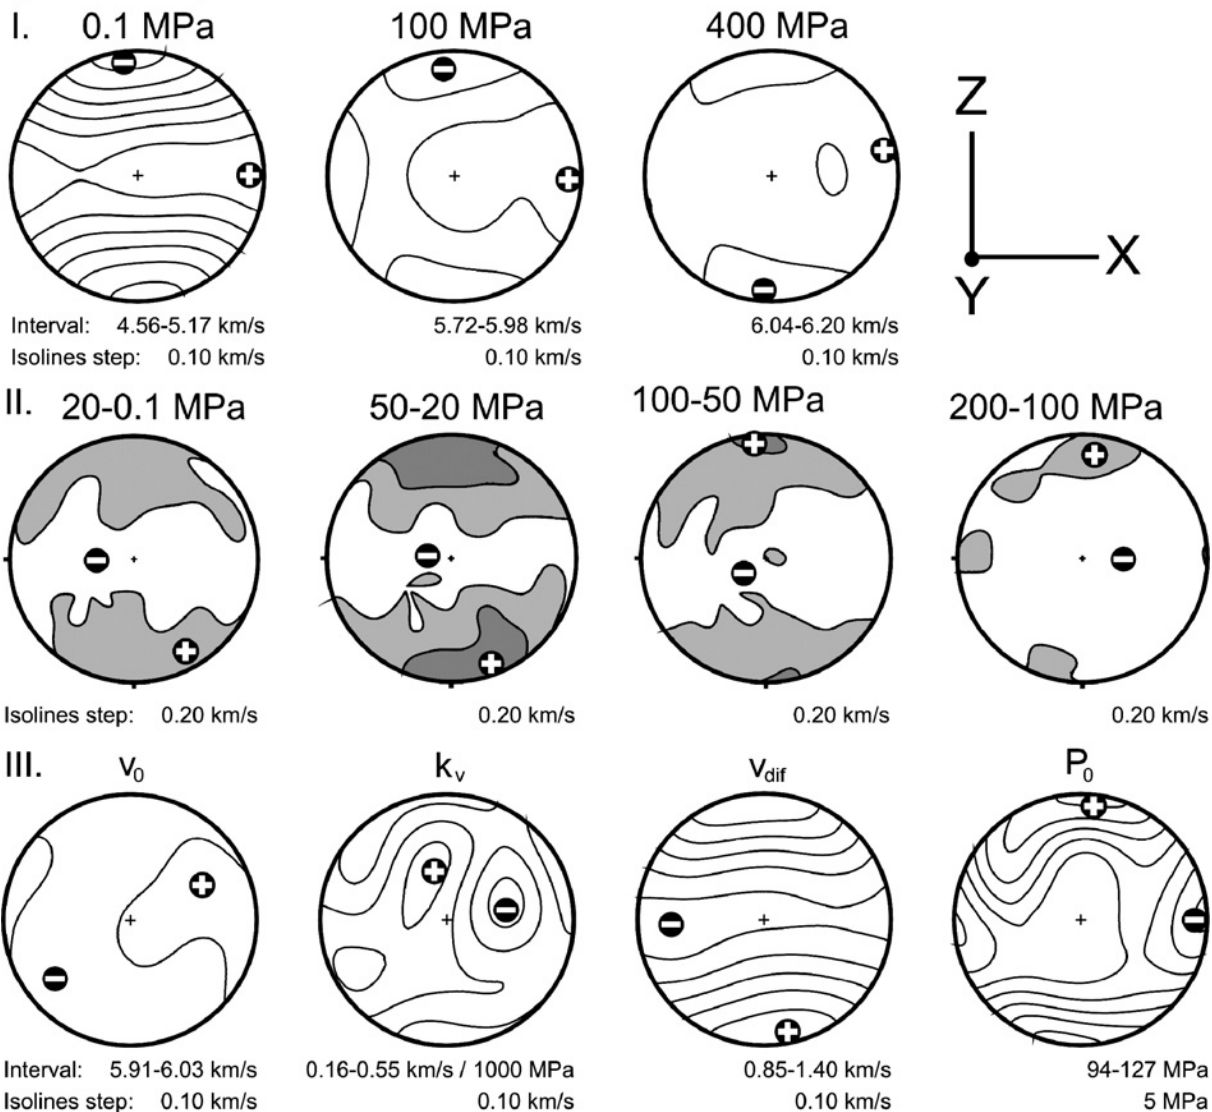 I. 0.1 MPa 100 MPa 400 MPa
Z
X
Y
Interval: 4.56-5.17 km/s 5.72-5.98 km/s 6.04-6.20 km/s
Isolines step: 0.10 km/s 0.10 km/s 0.10 km/s
II. 20-0.1 MPa 50-20 MPa 100-50 MPa 200-100 MPa
Isolines step: 0.20 km/s 0.20 km/s 0.20 km/s 0.20 km/s
III. v0 kv vdif P0
Interval: 5.91-6.03 km/s 0.16-0.55 km/s / 1000 MPa 0.85-1.40 km/s 94-127 MPa
Isolines step: 0.10 km/s 0.10 km/s 0.10 km/s 5 MPa